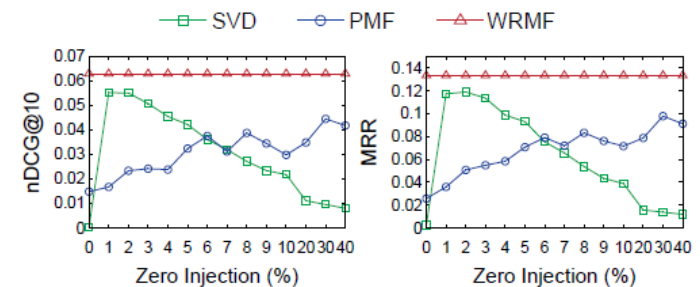 SVD PMF WRMF
nDCG@10
0.07
0.06
0.05
0.04
0.03
0.02
0.01
0
0 1 2 3 4 5 6 7 8 9 10 20 30 40
Zero Injection (%)
MRR
0.14
0.12
0.1
0.08
0.06
0.04
0.02
0
0 1 2 3 4 5 6 7 8 9 10 20 30 40
Zero Injection (%)